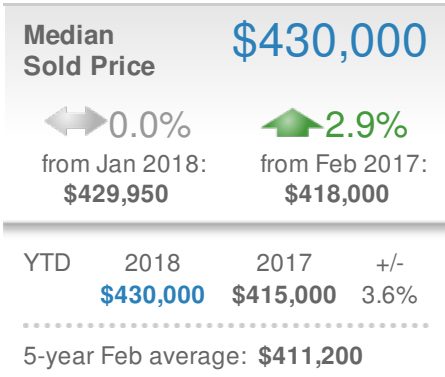 Median $430,000
Sold Price
0.0% 2.9%
from Jan 2018: from Feb 2017:
$429,950 $418,000
YTD 2018 2017 +/-
$430,000 $415,000 3.6%
5-year Feb average: $411,200